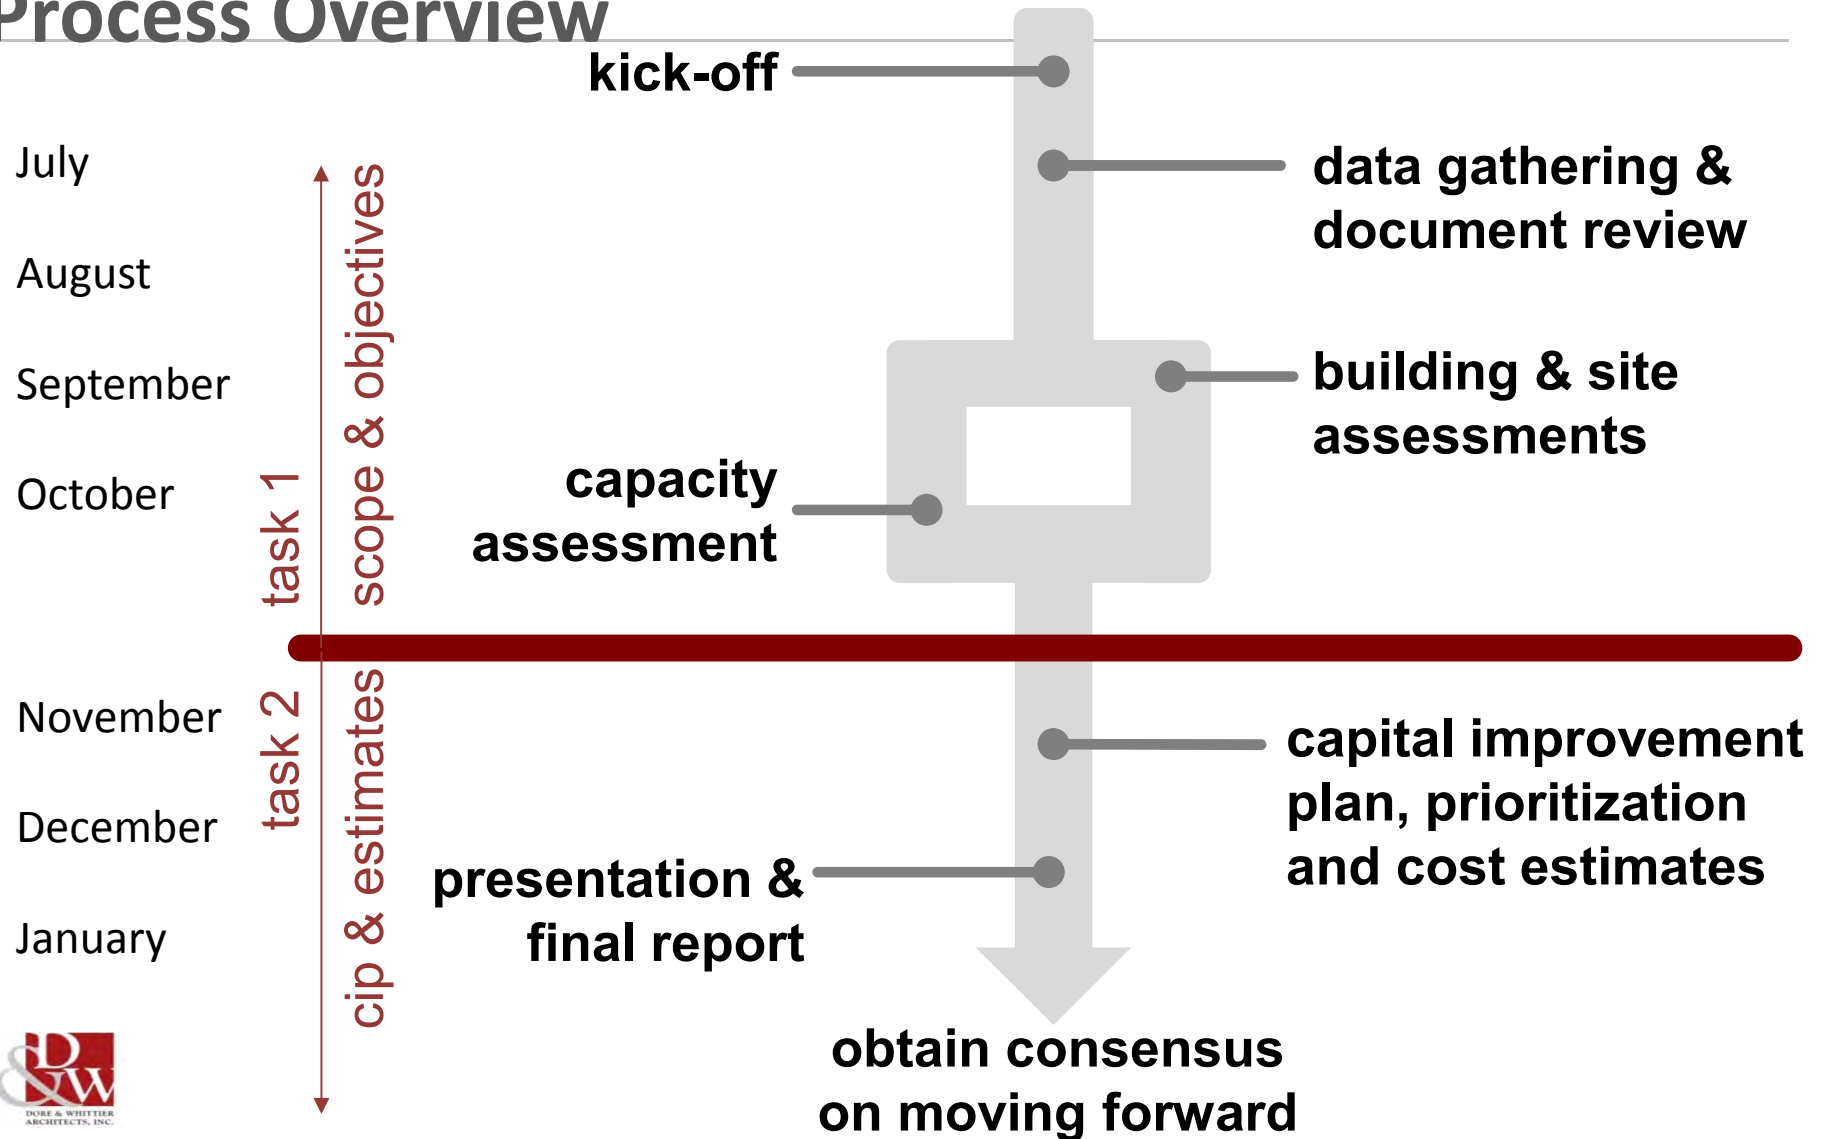 Process Overview
kick-off
July
data gathering &
document review
August
September
building & site
assessments
October
capacity
assessment
task 1
scope & objectives
November
capital improvement
plan, prioritization
and cost estimates
December
task 2
cip & estimates
presentation &
final report
January
obtain consensus
on moving forward
D
&W
DORE & WHITTIER
ARCHITECTS, INC.